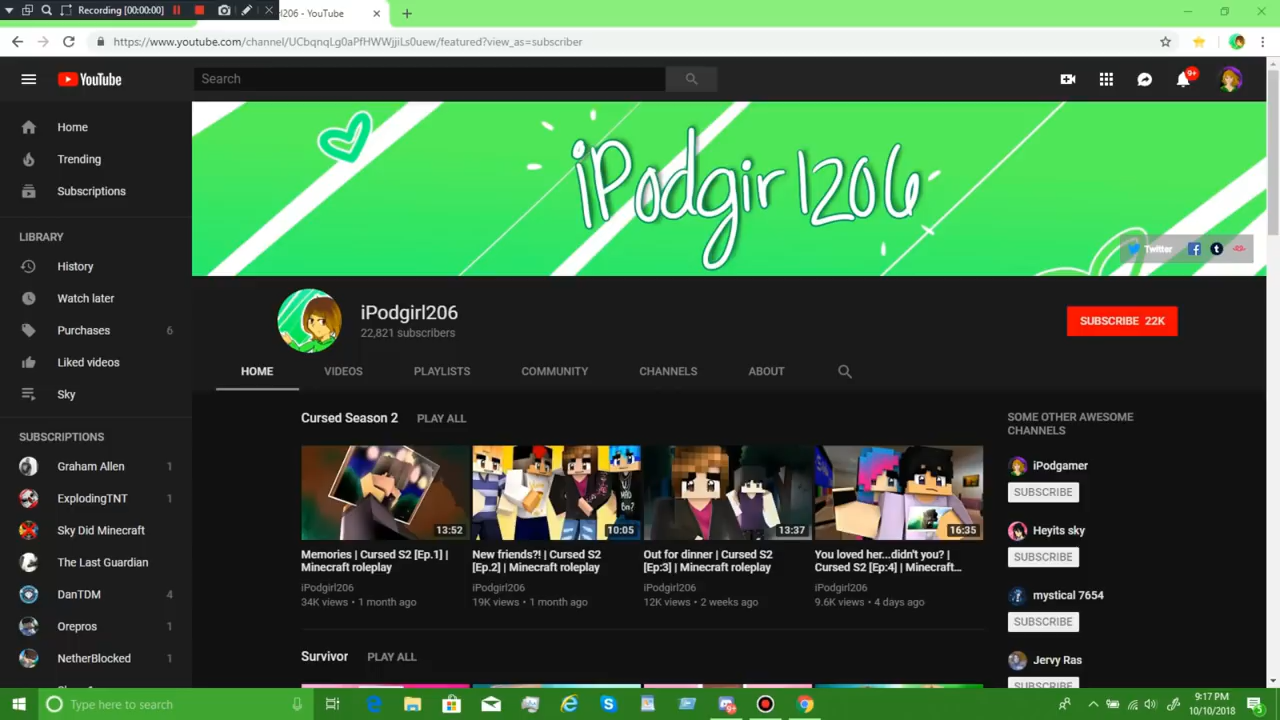 Recording [00:00:00]
206 - YouTube
https://www.youtube.com/channel/UCbqnqLg0aPfHWWjjiLs0uew/featured?view_as=subscriber
YouTube
Search
9+
Home
Trending
Subscriptions
LIBRARY
History
Watch later
Purchases 6
Liked videos
Sky
SUBSCRIPTIONS
Graham Allen 1
ExplodingTNT 1
Sky Did Minecraft
The Last Guardian
DanTDM 4
Orepros 1
NetherBlocked 1
iPodgirl206
Twitter
iPodgirl206
22,821 subscribers
SUBSCRIBE 22K
HOME VIDEOS PLAYLISTS COMMUNITY CHANNELS ABOUT
Cursed Season 2 PLAY ALL
13:52
Memories | Cursed S2 [Ep.1] |
Minecraft roleplay
iPodgirl206
34K views • 1 month ago
10:05
New friends?! | Cursed S2
[Ep.2] | Minecraft roleplay
iPodgirl206
19K views • 1 month ago
13:37
Out for dinner | Cursed S2
[Ep:3] | Minecraft roleplay
iPodgirl206
12K views • 2 weeks ago
16:35
You loved her...didn't you? |
Cursed S2 [Ep:4] | Minecraft...
iPodgirl206
9.6K views • 4 days ago
Survivor PLAY ALL
SOME OTHER AWESOME
CHANNELS
iPodgamer
SUBSCRIBE
Heyits sky
SUBSCRIBE
mystical 7654
SUBSCRIBE
Jervy Ras
SUBSCRIBE
Type here to search
9:17 PM
10/10/2018